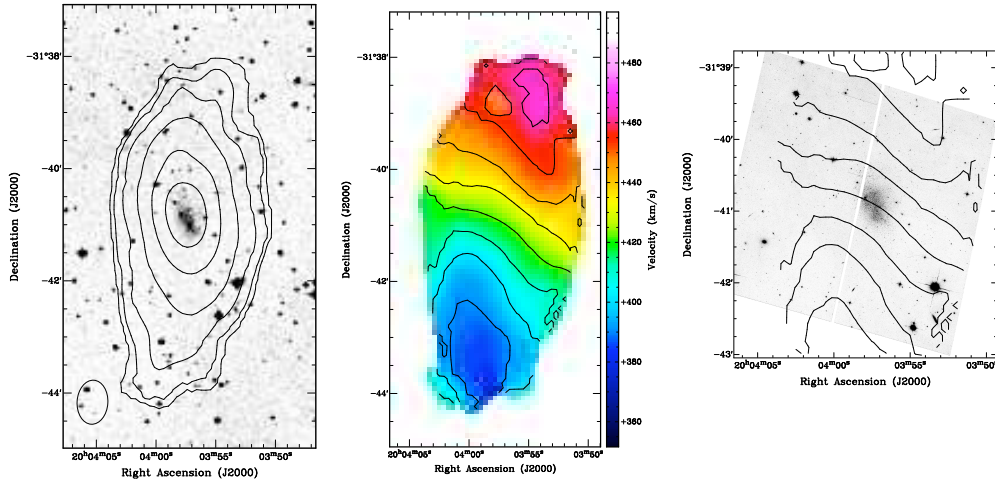 −31°38′
−40′
−42′
−44′
Declination (J2000)
20ʰ04ᵐ05ˢ
04ᵐ00ˢ
03ᵐ55ˢ
03ᵐ50ˢ
Right Ascension (J2000)
−31°38′
−40′
−42′
−44′
Declination (J2000)
20ʰ04ᵐ05ˢ
04ᵐ00ˢ
03ᵐ55ˢ
03ᵐ50ˢ
Right Ascension (J2000)
+480
+460
+440
+420
+400
+380
+360
Velocity (km/s)
−31°39′
−40′
−41′
−42′
−43′
Declination (J2000)
20ʰ04ᵐ05ˢ
04ᵐ00ˢ
03ᵐ55ˢ
03ᵐ50ˢ
Right Ascension (J2000)